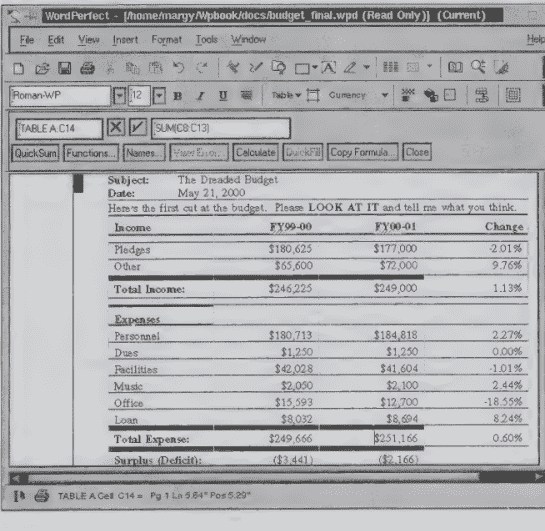 WordPerfect - [/home/margy/Wpbook/docs/budget_final.wpd (Read Only)] (Current)
File Edit View Insert Format Tools Window Help
Roman-WP 12 B I U Table Currency
TABLE A.C14 SUM(C8:C13)
QuickSum Functions... Names... View Error... Calculate QuickFill Copy Formula... Close
Subject: The Dreaded Budget
Date: May 21, 2000
Here's the first cut at the budget. Please LOOK AT IT and tell me what you think.
Income FY99-00 FY00-01 Change
Pledges $180,625 $177,000 -2.01%
Other $65,600 $72,000 9.76%
Total Income: $246,225 $249,000 1.13%
Expenses
Personnel $180,713 $184,818 2.27%
Dues $1,250 $1,250 0.00%
Facilities $42,028 $41,604 -1.01%
Music $2,050 $2,100 2.44%
Office $15,593 $12,700 -18.55%
Loan $8,032 $8,694 8.24%
Total Expense: $249,666 $251,166 0.60%
Surplus (Deficit): ($3,441) ($2,166)
TABLE A Cell C14 = Pg 1 Ln 5.64" Pos 5.29"